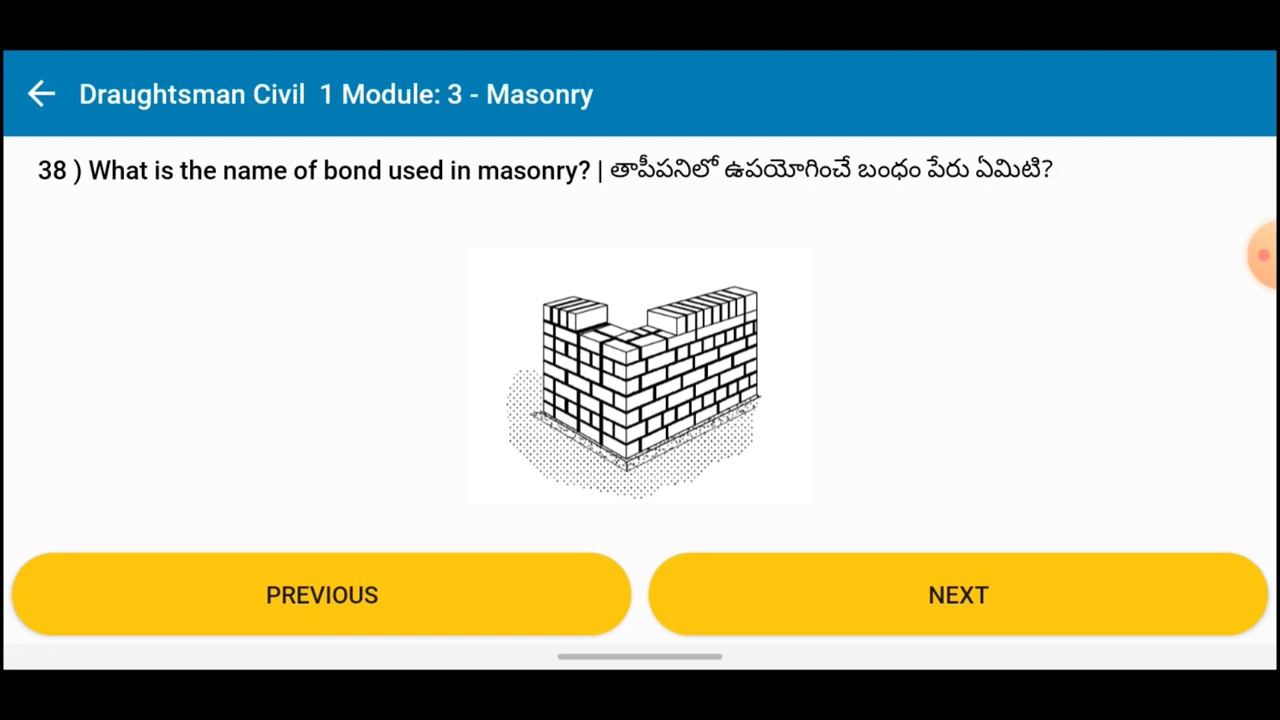 Draughtsman Civil 1 Module: 3 - Masonry
38 ) What is the name of bond used in masonry? | తాపీపనిలో ఉపయోగించే బంధం పేరు ఏమిటి?
PREVIOUS
NEXT